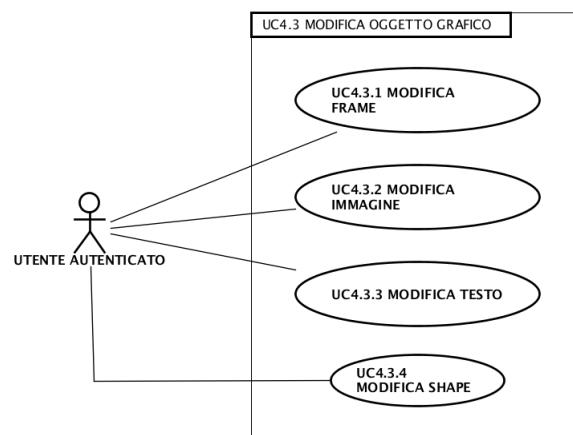 UC4.3 MODIFICA OGGETTO GRAFICO
UC4.3.1 MODIFICA
FRAME
UC4.3.2 MODIFICA
IMMAGINE
UTENTE AUTENTICATO
UC4.3.3 MODIFICA TESTO
UC4.3.4
MODIFICA SHAPE